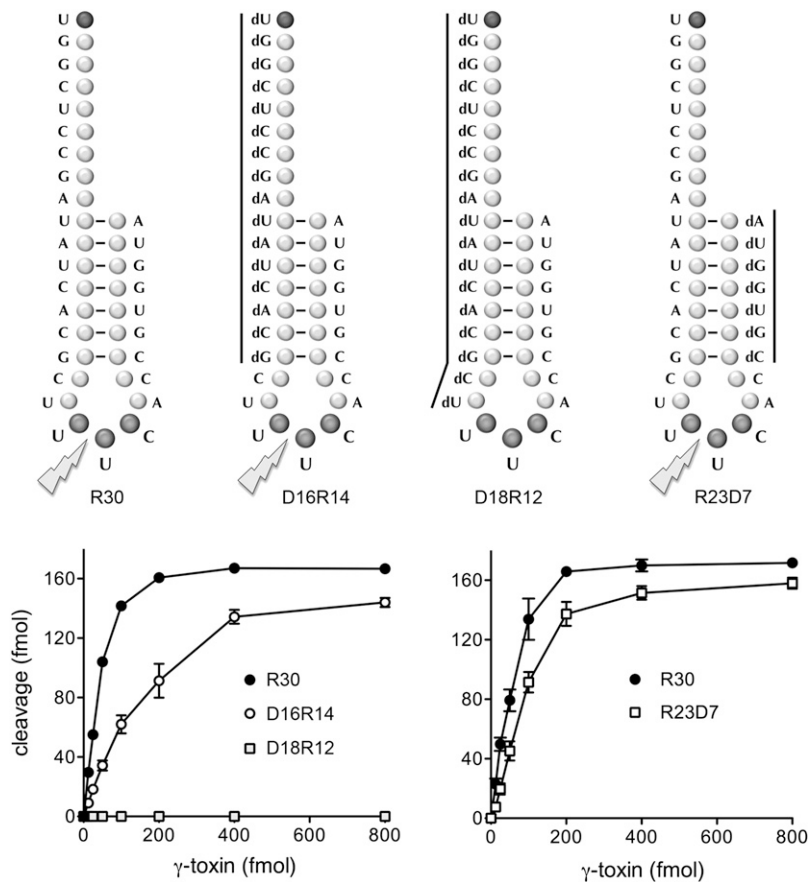 U dU dU U
G dG dG G
G dG dG G
C dC dC C
U dU dU U
C dC dC C
C dC dC C
G dG dG G
A dA dA A
U A dU A dU A U dA
A U dA U dA U A dU
U G dU G dU G U dG
C G dC G dC G C dG
A U dA U dA U A dU
C G dC G dC G C dG
G C dG C dG C G dC
C C C C dC C C C
U A U A dU A U A
U C U C U C U C
U U U U
R30 D16R14 D18R12 R23D7
cleavage (fmol)
160
120
80
40
0
R30
D16R14
D18R12
0 200 400 600 800
γ-toxin (fmol)
160
120
80
40
0
R30
R23D7
0 200 400 600 800
γ-toxin (fmol)